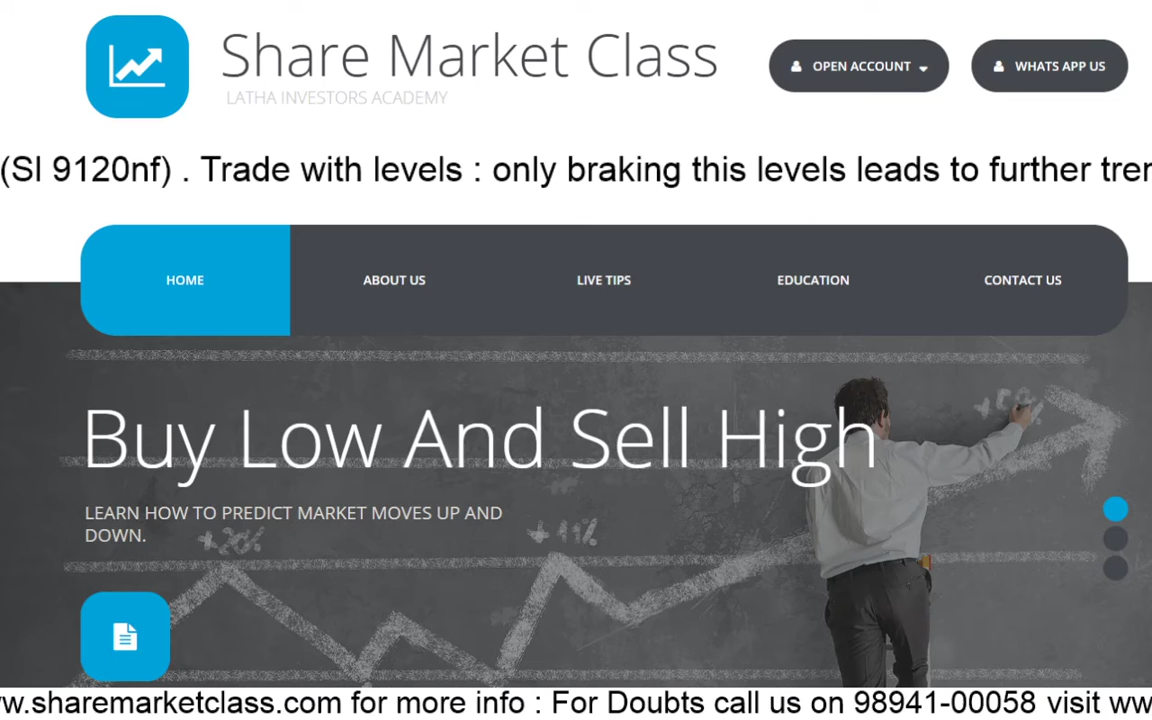 Share Market Class
LATHA INVESTORS ACADEMY
OPEN ACCOUNT
WHATS APP US
(Sl 9120nf) . Trade with levels : only braking this levels leads to further
HOME
ABOUT US
LIVE TIPS
EDUCATION
CONTACT US
Buy Low And Sell High
LEARN HOW TO PREDICT MARKET MOVES UP AND
DOWN.
+26%
+11%
www.sharemarketclass.com for more info : For Doubts call us on 98941-00058 visit